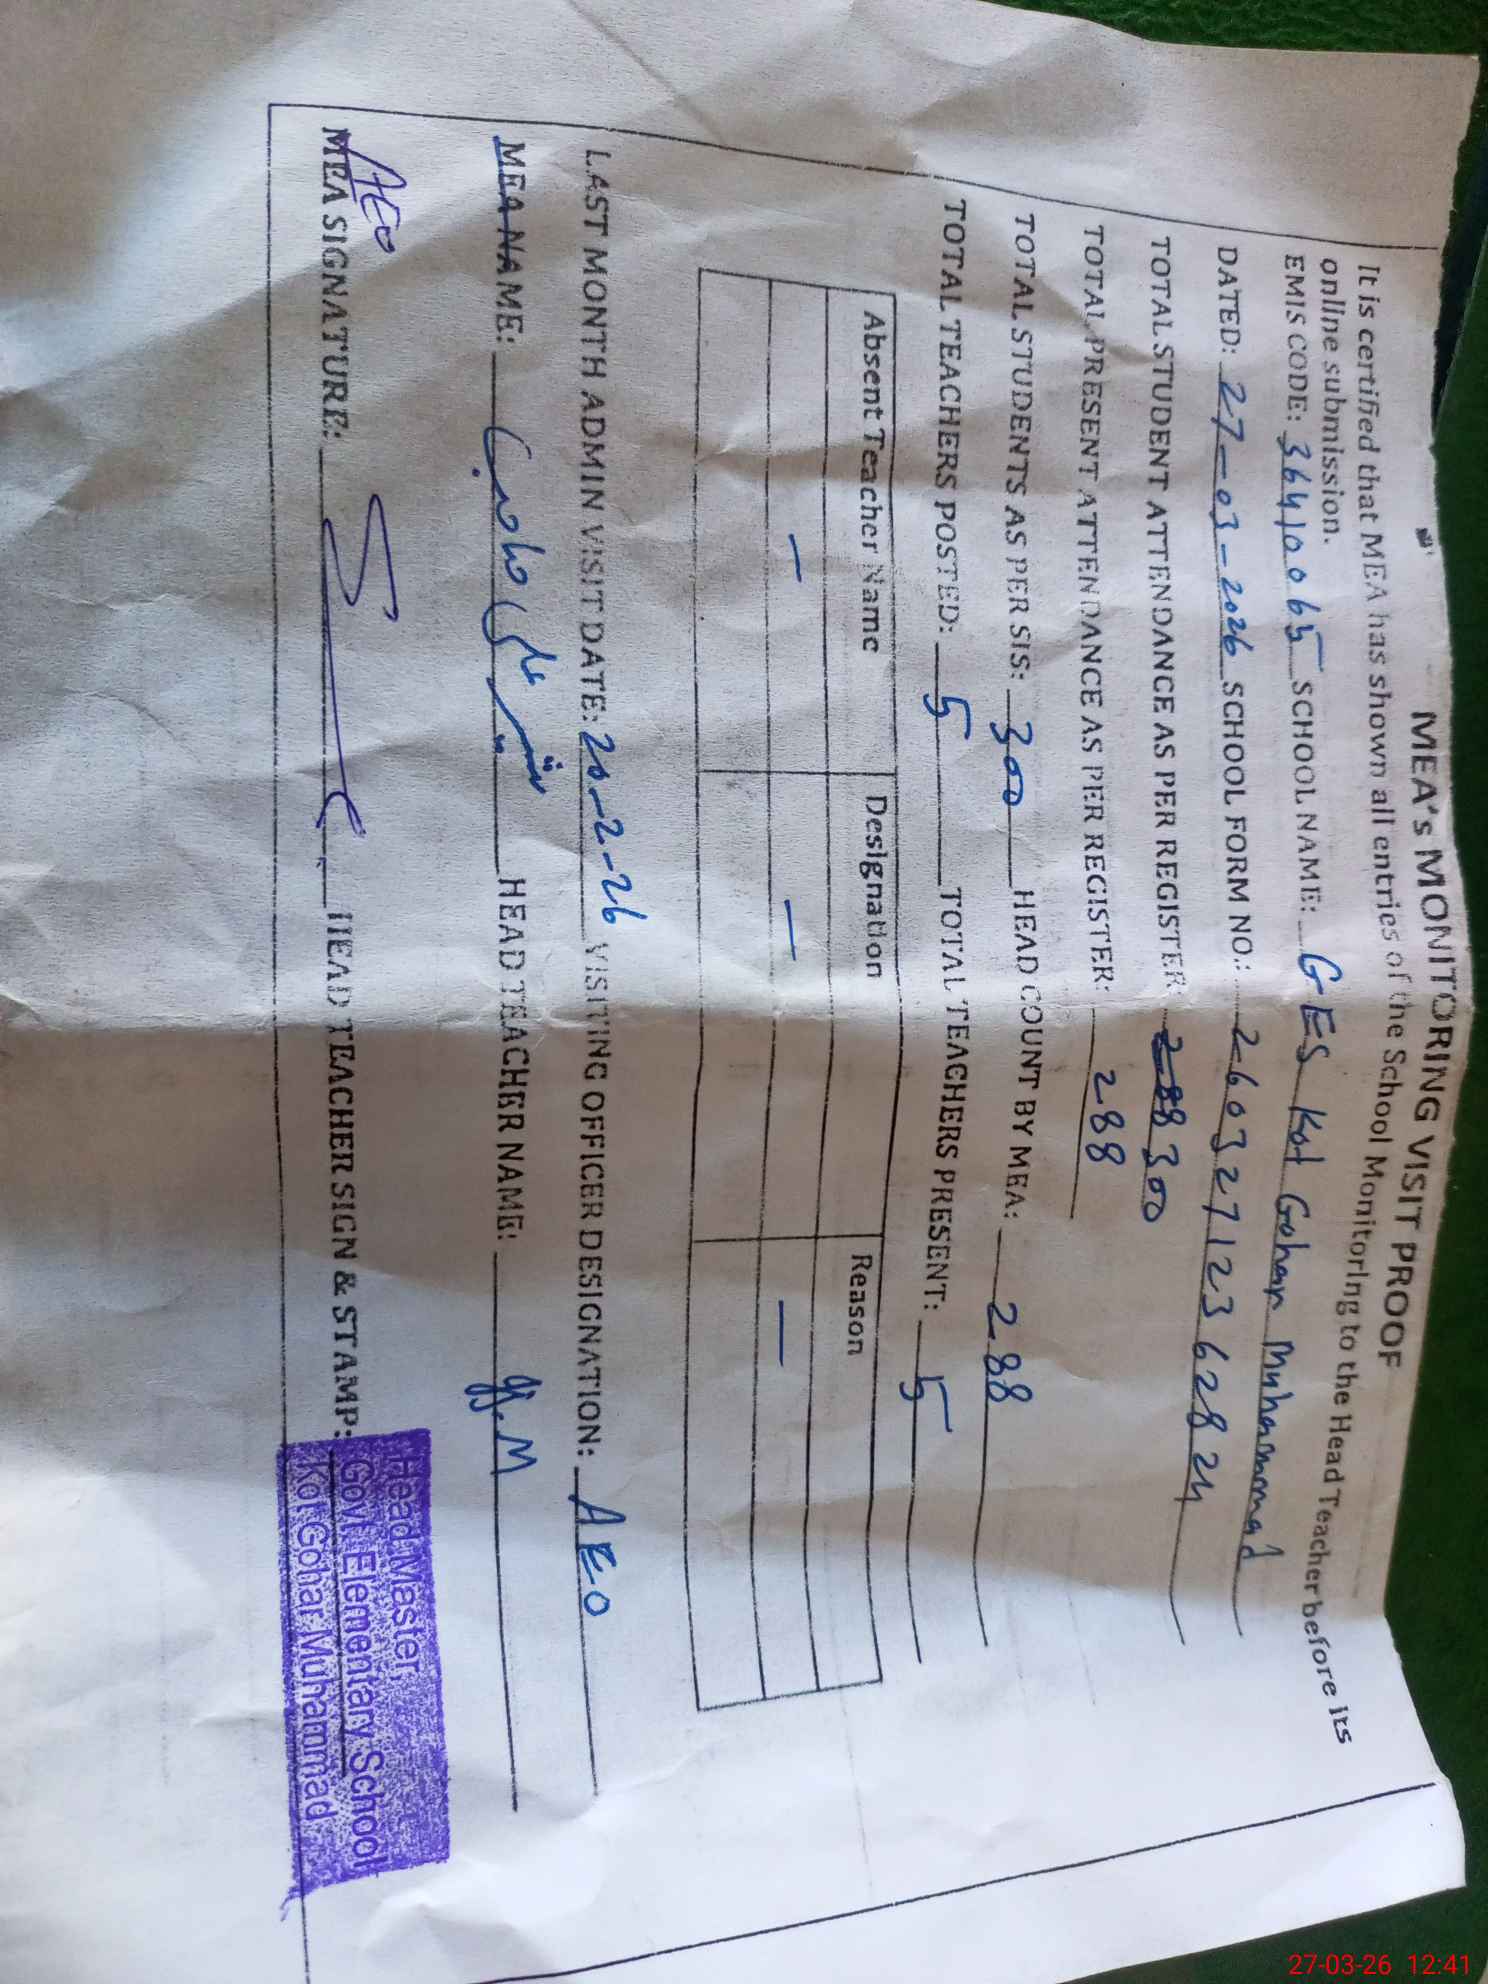 MEA's MONITORING VISIT PROOF
It is certified that MEA has shown all entries of the School Monitoring to the Head Teacher before its
online submission.
EMIS CODE: 36410065 SCHOOL NAME: GES Kot Gohar Muhammad
DATED: 27-03-2026 SCHOOL FORM NO.: 26032712362824
TOTAL STUDENT ATTENDANCE AS PER REGISTER: 288 300
TOTAL PRESENT ATTENDANCE AS PER REGISTER: 288
TOTAL STUDENTS AS PER SIS: 300 HEAD COUNT BY MEA: 288
TOTAL TEACHERS POSTED: 5 TOTAL TEACHERS PRESENT: 5
Absent Teacher Name Designation Reason
— — —
LAST MONTH ADMIN VISIT DATE: 20-2-26 VISITING OFFICER DESIGNATION: AEO
MEA NAME: HEAD TEACHER NAME:
AEO
MEA SIGNATURE: HEAD TEACHER SIGN & STAMP:
Head Master,
Govt Elementary School
Kot Gohar Muhammad
27-03-26 12:41